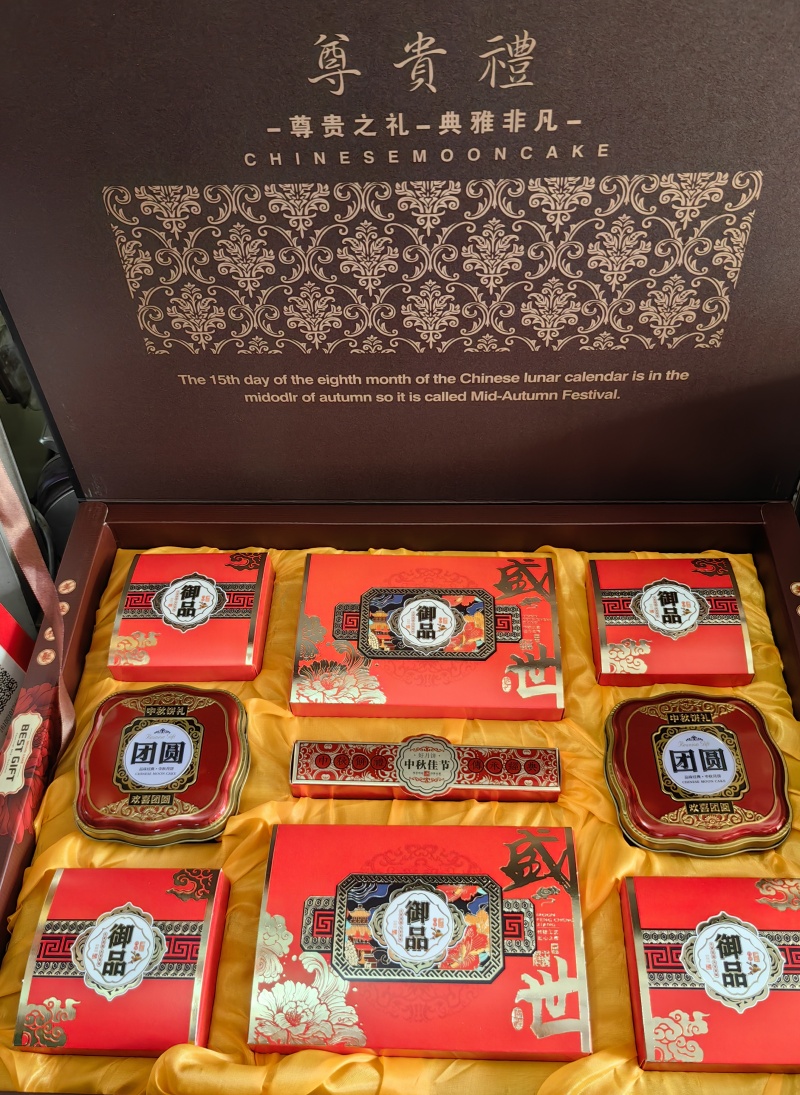 尊貴禮
–尊贵之礼–典雅非凡–
CHINESEMOONCAKE
The 15th day of the eighth month of the Chinese lunar calendar is in the
midodlr of autumn so it is called Mid-Autumn Festival.
御品
御品
盛世
御品
BEST GIFT
中秋饼礼
团圆
CHINESE MOON CAKE
欢喜团圆
中秋佳节
中秋饼礼
团圆
CHINESE MOON CAKE
欢喜团圆
御品
御品
盛世
御品